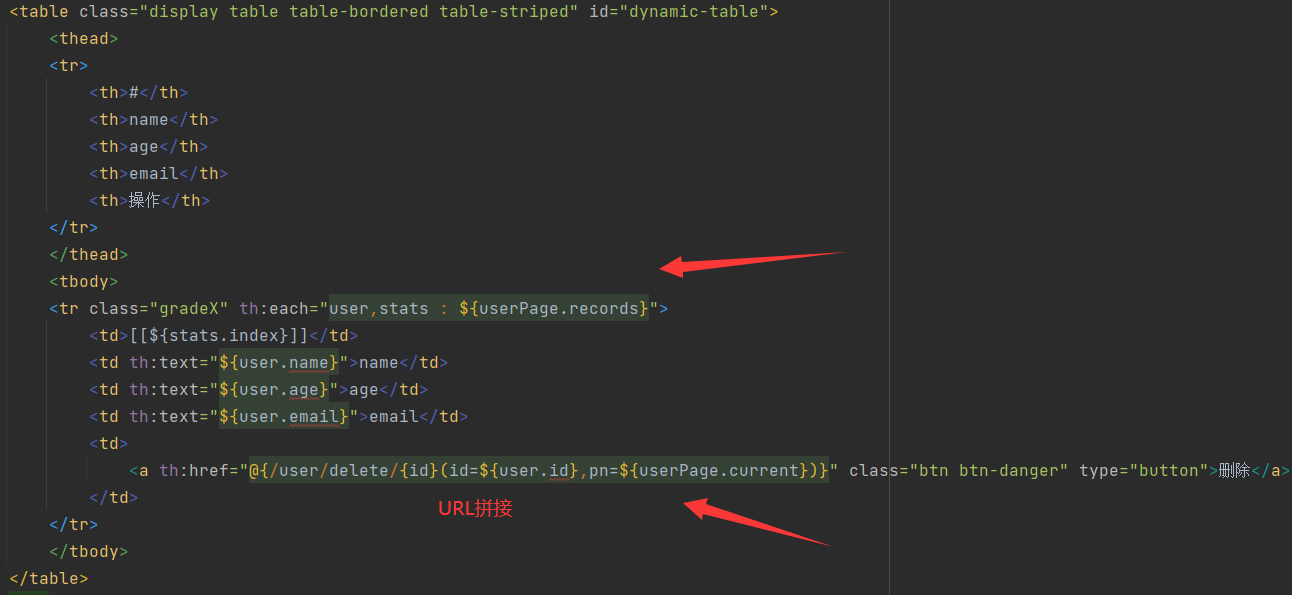 <table class="display table table-bordered table-striped" id="dynamic-table">
    <thead>
    <tr>
        <th>#</th>
        <th>name</th>
        <th>age</th>
        <th>email</th>
        <th>操作</th>
    </tr>
    </thead>
    <tbody>
    <tr class="gradeX" th:each="user,stats : ${userPage.records}">
        <td>[[${stats.index}]]</td>
        <td th:text="${user.name}">name</td>
        <td th:text="${user.age}">age</td>
        <td th:text="${user.email}">email</td>
        <td>
            <a th:href="@{/user/delete/{id}(id=${user.id},pn=${userPage.current})}" class="btn btn-danger" type="button">删除</a>
        </td>
URL拼接
    </tr>
    </tbody>
</table>